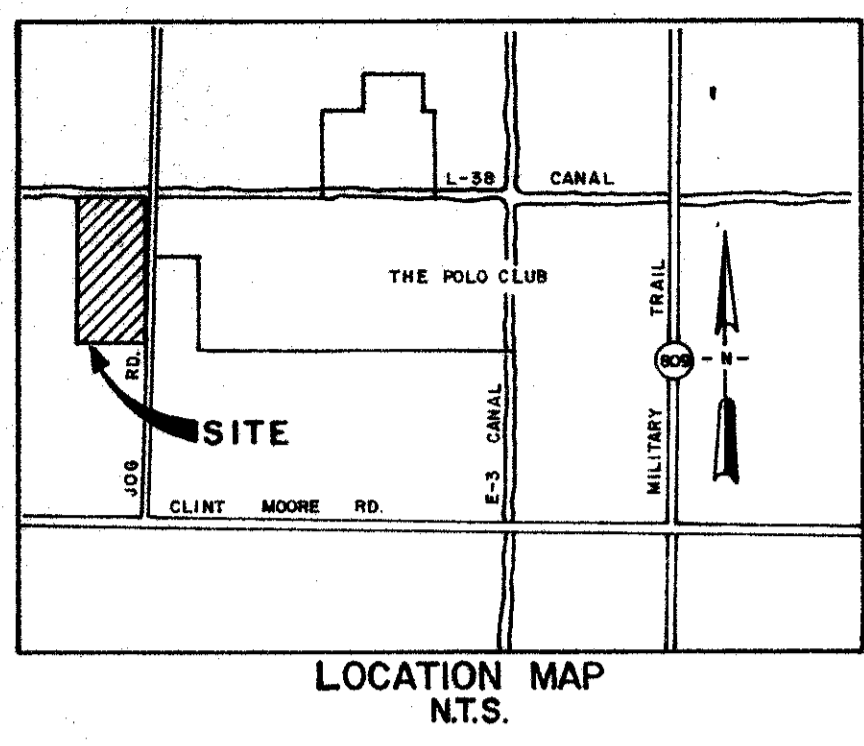 L-38 CANAL
THE POLO CLUB
TRAIL
809
- N -
RD.
SITE
E-3 CANAL
MILITARY
JOG
CLINT MOORE RD.
LOCATION MAP
N.T.S.